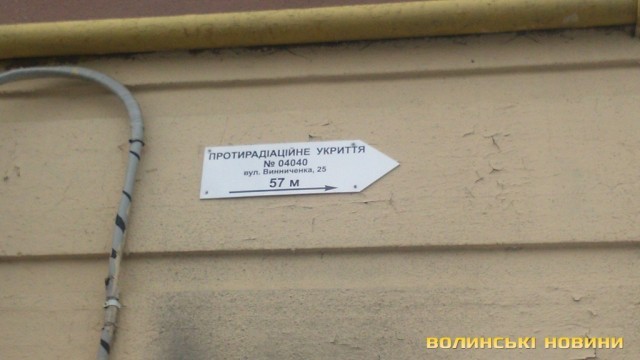 ПРОТИРАДІАЦІЙНЕ УКРИТТЯ
№ 04040
вул. Винниченка, 25
57 м
ВОЛИНСЬКІ НОВИНИ